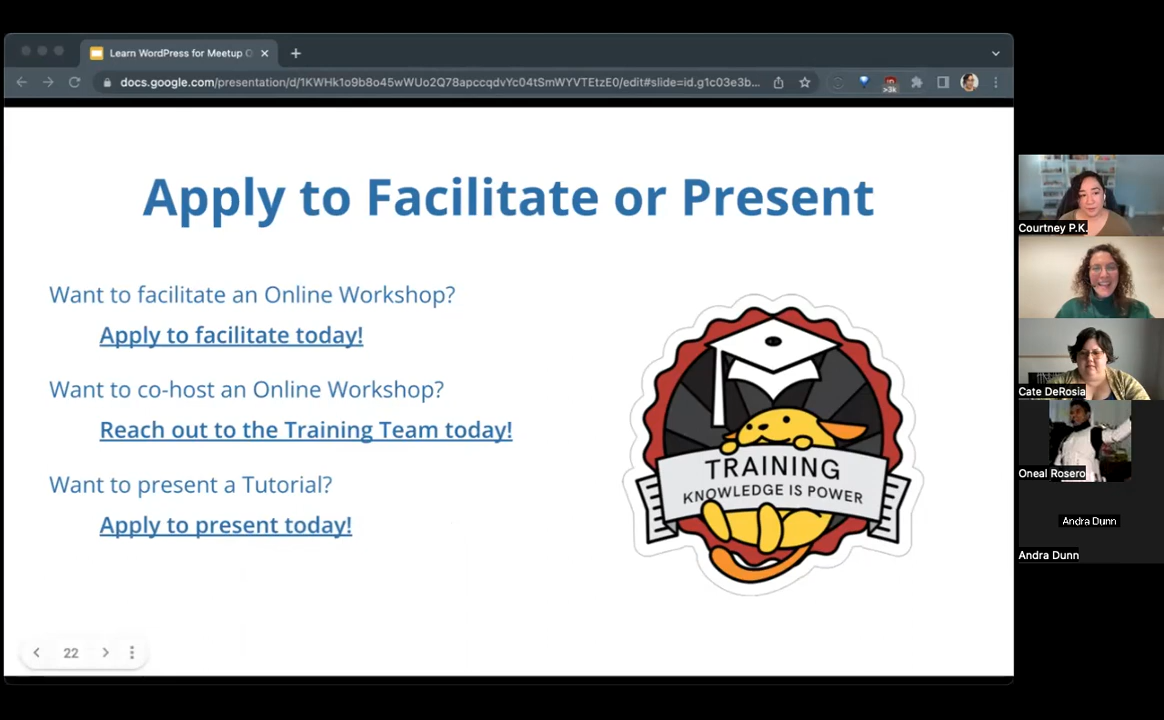 Learn WordPress for Meetup O
docs.google.com/presentation/d/1KWHk1o9b8o45wWUo2Q78apccqdvYc04tSmWYVTEtzE0/edit#slide=id.g1c03e3b...
>3k
Apply to Facilitate or Present
Want to facilitate an Online Workshop?
Apply to facilitate today!
Want to co-host an Online Workshop?
Reach out to the Training Team today!
Want to present a Tutorial?
Apply to present today!
TRAINING
KNOWLEDGE IS POWER
22
Courtney P.K.
Cate DeRosia
Oneal Rosero
Andra Dunn
Andra Dunn